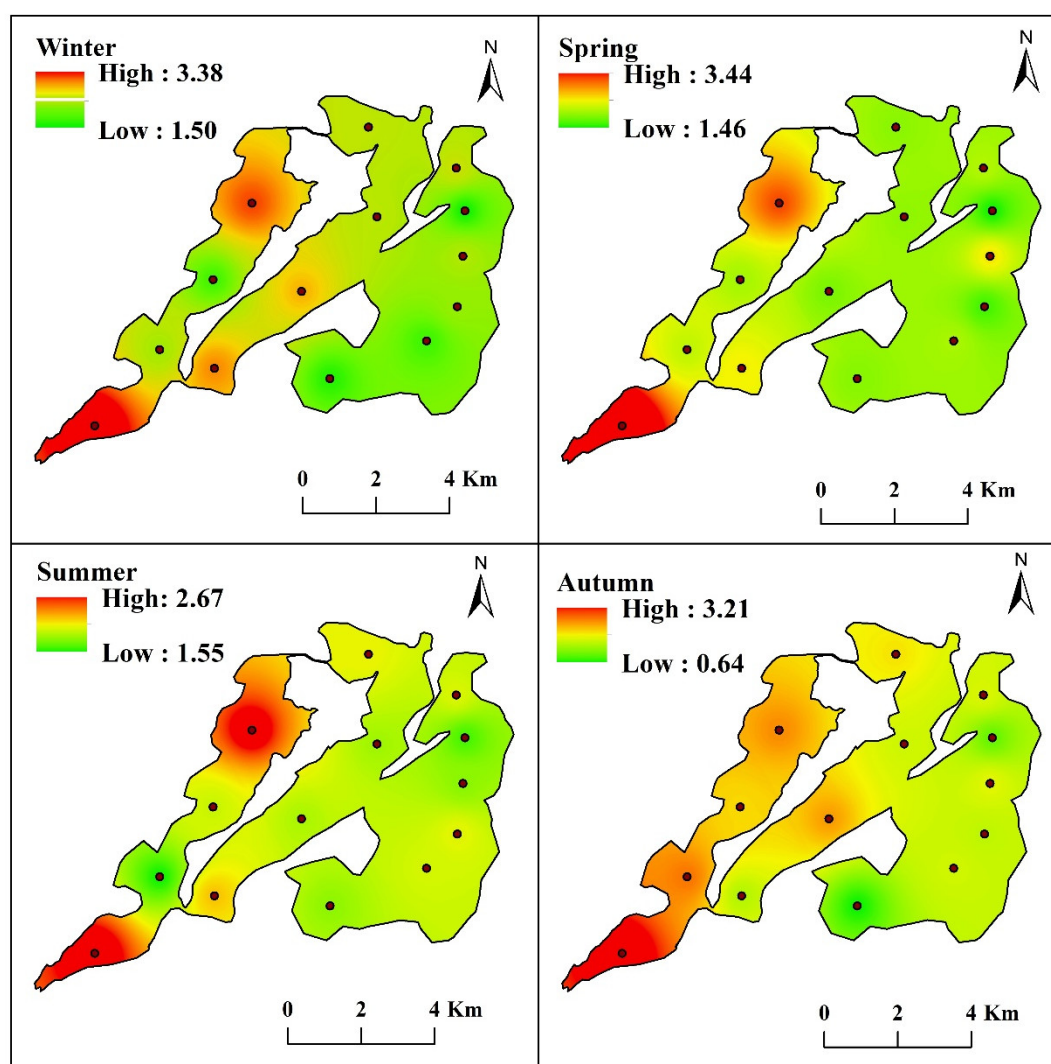 Winter
High : 3.38
Low : 1.50
N
0 2 4 Km
Spring
High : 3.44
Low : 1.46
N
0 2 4 Km
Summer
High: 2.67
Low : 1.55
N
0 2 4 Km
Autumn
High : 3.21
Low : 0.64
N
0 2 4 Km